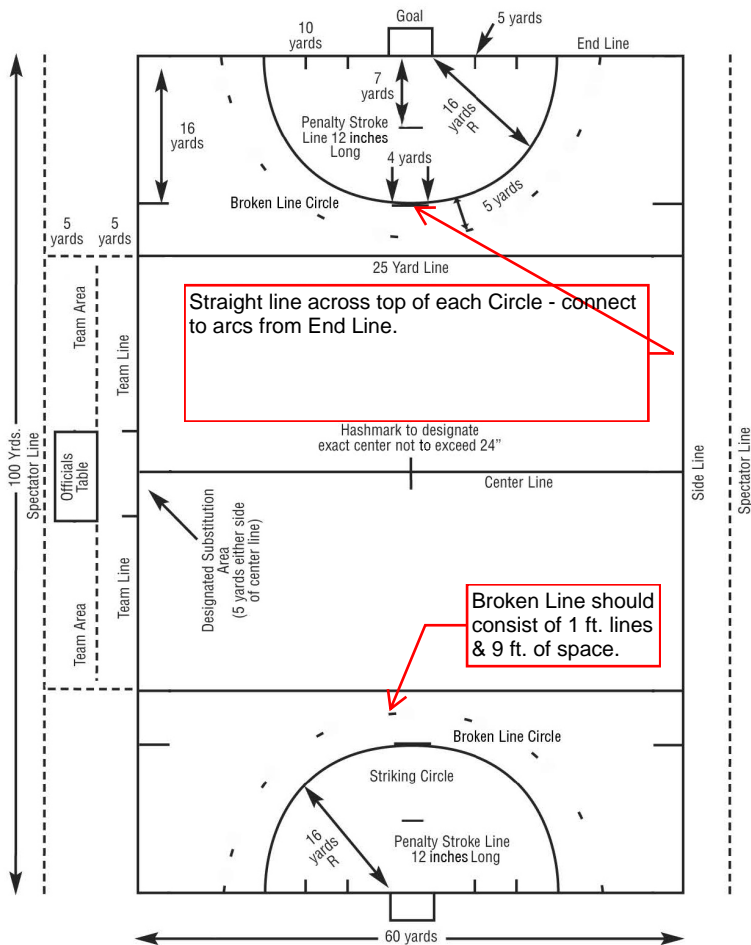 Goal
10
yards
5 yards
End Line
7
yards
16
yards
R
16
yards
Penalty Stroke
Line 12 inches
Long
4 yards
Broken Line Circle
5 yards
5
yards
5
yards
25 Yard Line
Straight line across top of each Circle - connect
to arcs from End Line.
Team Area
Team Line
Hashmark to designate
exact center not to exceed 24"
100 Yrds.
Spectator Line
Officials
Table
Center Line
Side Line
Spectator Line
Designated Substitution
Area
(5 yards either side
of center line)
Team Line
Team Area
Broken Line should
consist of 1 ft. lines
& 9 ft. of space.
Broken Line Circle
Striking Circle
16
yards
R
Penalty Stroke Line
12 inches Long
60 yards